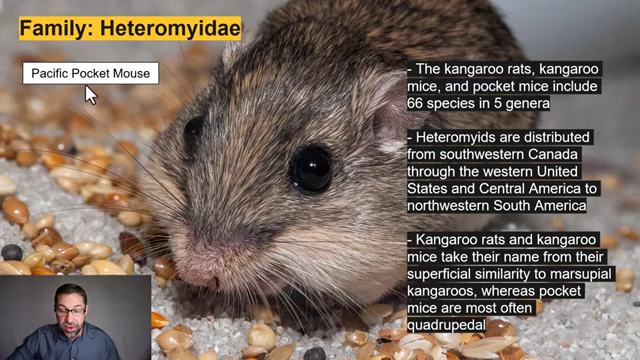 Family: Heteromyidae
Pacific Pocket Mouse
- The kangaroo rats, kangaroo
mice, and pocket mice include
66 species in 5 genera
- Heteromyids are distributed
from southwestern Canada
through the western United
States and Central America to
northwestern South America
- Kangaroo rats and kangaroo
mice take their name from their
superficial similarity to marsupial
kangaroos, whereas pocket
mice are most often
quadrupedal